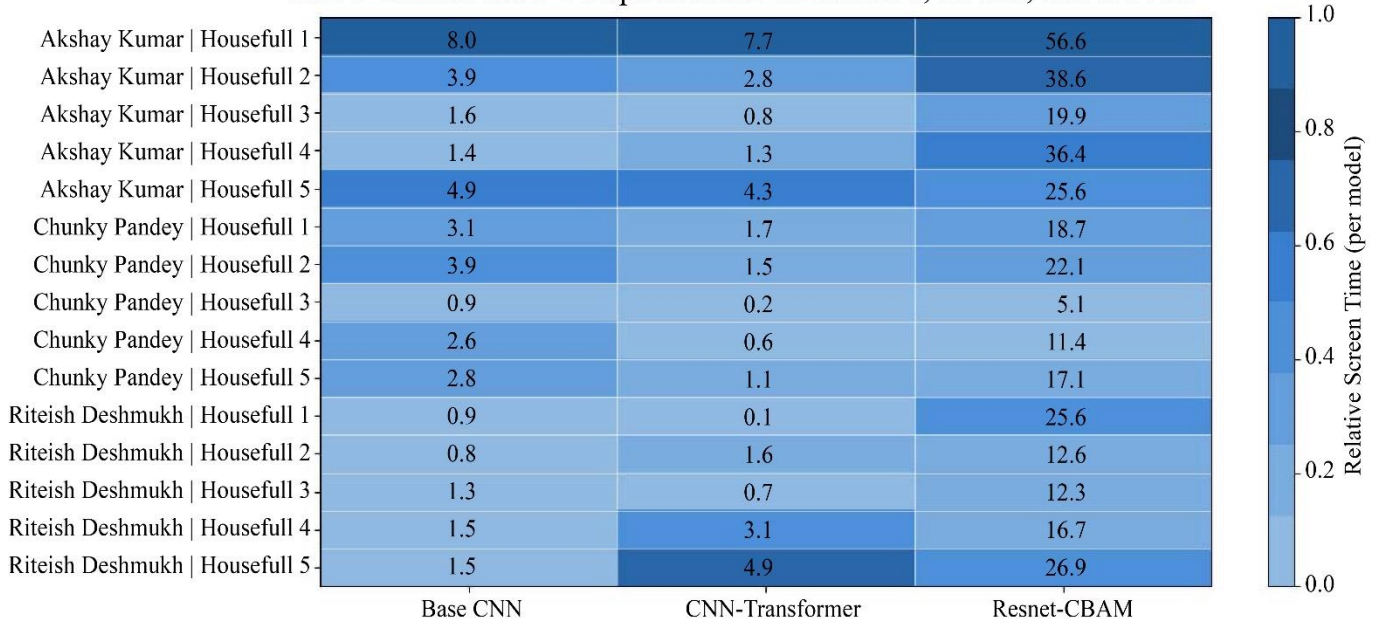 Akshay Kumar | Housefull 1 8.0 7.7 56.6 1.0
Akshay Kumar | Housefull 2 3.9 2.8 38.6
Akshay Kumar | Housefull 3 1.6 0.8 19.9 0.8
Akshay Kumar | Housefull 4 1.4 1.3 36.4
Akshay Kumar | Housefull 5 4.9 4.3 25.6
Chunky Pandey | Housefull 1 3.1 1.7 18.7 0.6
Chunky Pandey | Housefull 2 3.9 1.5 22.1
Chunky Pandey | Housefull 3 0.9 0.2 5.1
Chunky Pandey | Housefull 4 2.6 0.6 11.4 0.4
Chunky Pandey | Housefull 5 2.8 1.1 17.1
Riteish Deshmukh | Housefull 1 0.9 0.1 25.6
Riteish Deshmukh | Housefull 2 0.8 1.6 12.6 0.2
Riteish Deshmukh | Housefull 3 1.3 0.7 12.3
Riteish Deshmukh | Housefull 4 1.5 3.1 16.7
Riteish Deshmukh | Housefull 5 1.5 4.9 26.9 0.0
Base CNN CNN-Transformer Resnet-CBAM
Relative Screen Time (per model)